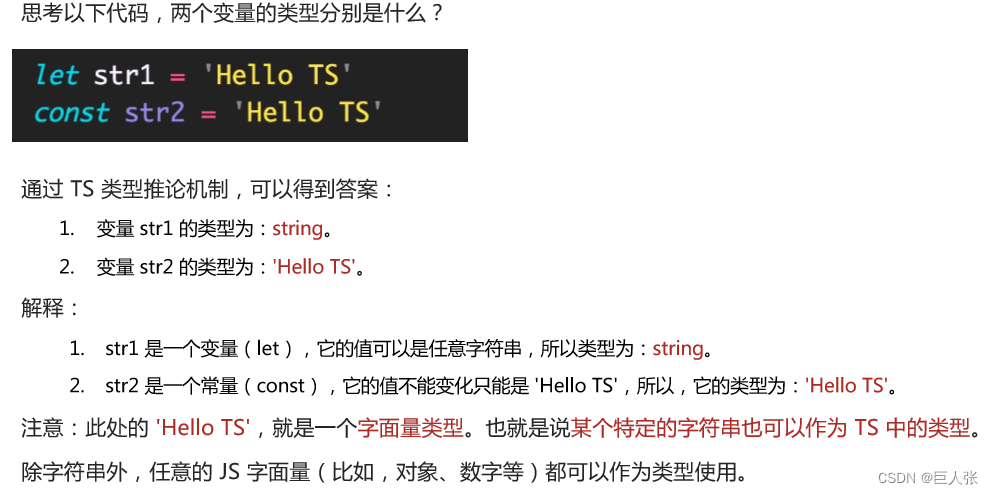 思考以下代码，两个变量的类型分别是什么？
let str1 = 'Hello TS'
const str2 = 'Hello TS'
通过 TS 类型推论机制，可以得到答案：
1. 变量 str1 的类型为：string。
2. 变量 str2 的类型为：'Hello TS'。
解释：
1. str1 是一个变量（let），它的值可以是任意字符串，所以类型为：string。
2. str2 是一个常量（const），它的值不能变化只能是 'Hello TS'，所以，它的类型为：'Hello TS'。
注意：此处的 'Hello TS'，就是一个字面量类型。也就是说某个特定的字符串也可以作为 TS 中的类型。
除字符串外，任意的 JS 字面量（比如，对象、数字等）都可以作为类型使用。
CSDN @巨人张